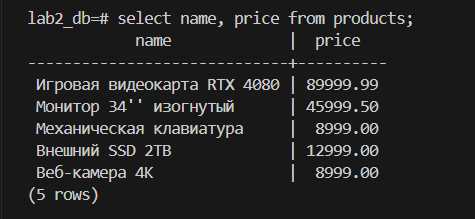 lab2_db=# select name, price from products;
name | price
-----------------------------+----------
Игровая видеокарта RTX 4080 | 89999.99
Монитор 34'' изогнутый | 45999.50
Механическая клавиатура | 8999.00
Внешний SSD 2TB | 12999.00
Веб-камера 4K | 8999.00
(5 rows)